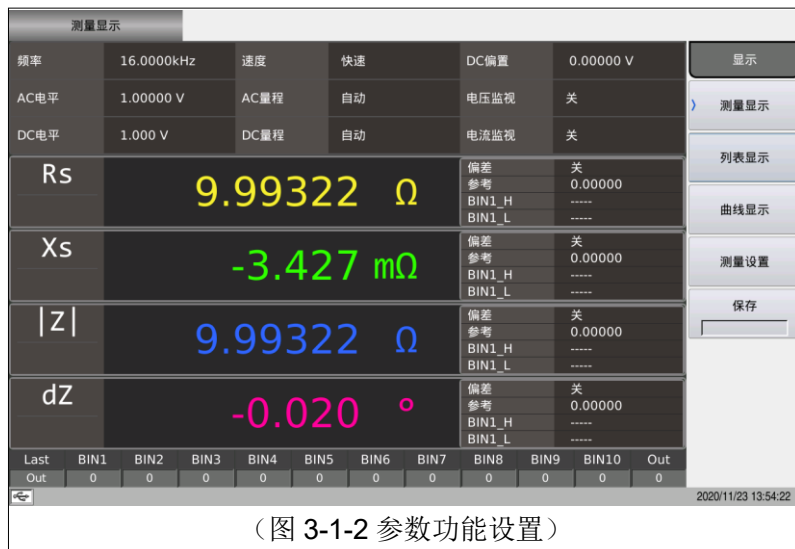 测量显示
频率 16.0000kHz 速度 快速 DC偏置 0.00000 V
AC电平 1.00000 V AC量程 自动 电压监视 关
DC电平 1.000 V DC量程 自动 电流监视 关
Rs 9.99322 Ω
偏差 关
参考 0.00000
BIN1_H -----
BIN1_L -----
Xs -3.427 mΩ
偏差 关
参考 0.00000
BIN1_H -----
BIN1_L -----
|Z| 9.99322 Ω
偏差 关
参考 0.00000
BIN1_H -----
BIN1_L -----
dZ -0.020 °
偏差 关
参考 0.00000
BIN1_H -----
BIN1_L -----
Last BIN1 BIN2 BIN3 BIN4 BIN5 BIN6 BIN7 BIN8 BIN9 BIN10 Out
Out 0 0 0 0 0 0 0 0 0 0 0
显示
》 测量显示
列表显示
曲线显示
测量设置
保存
2020/11/23 13:54:22
（图 3-1-2 参数功能设置）